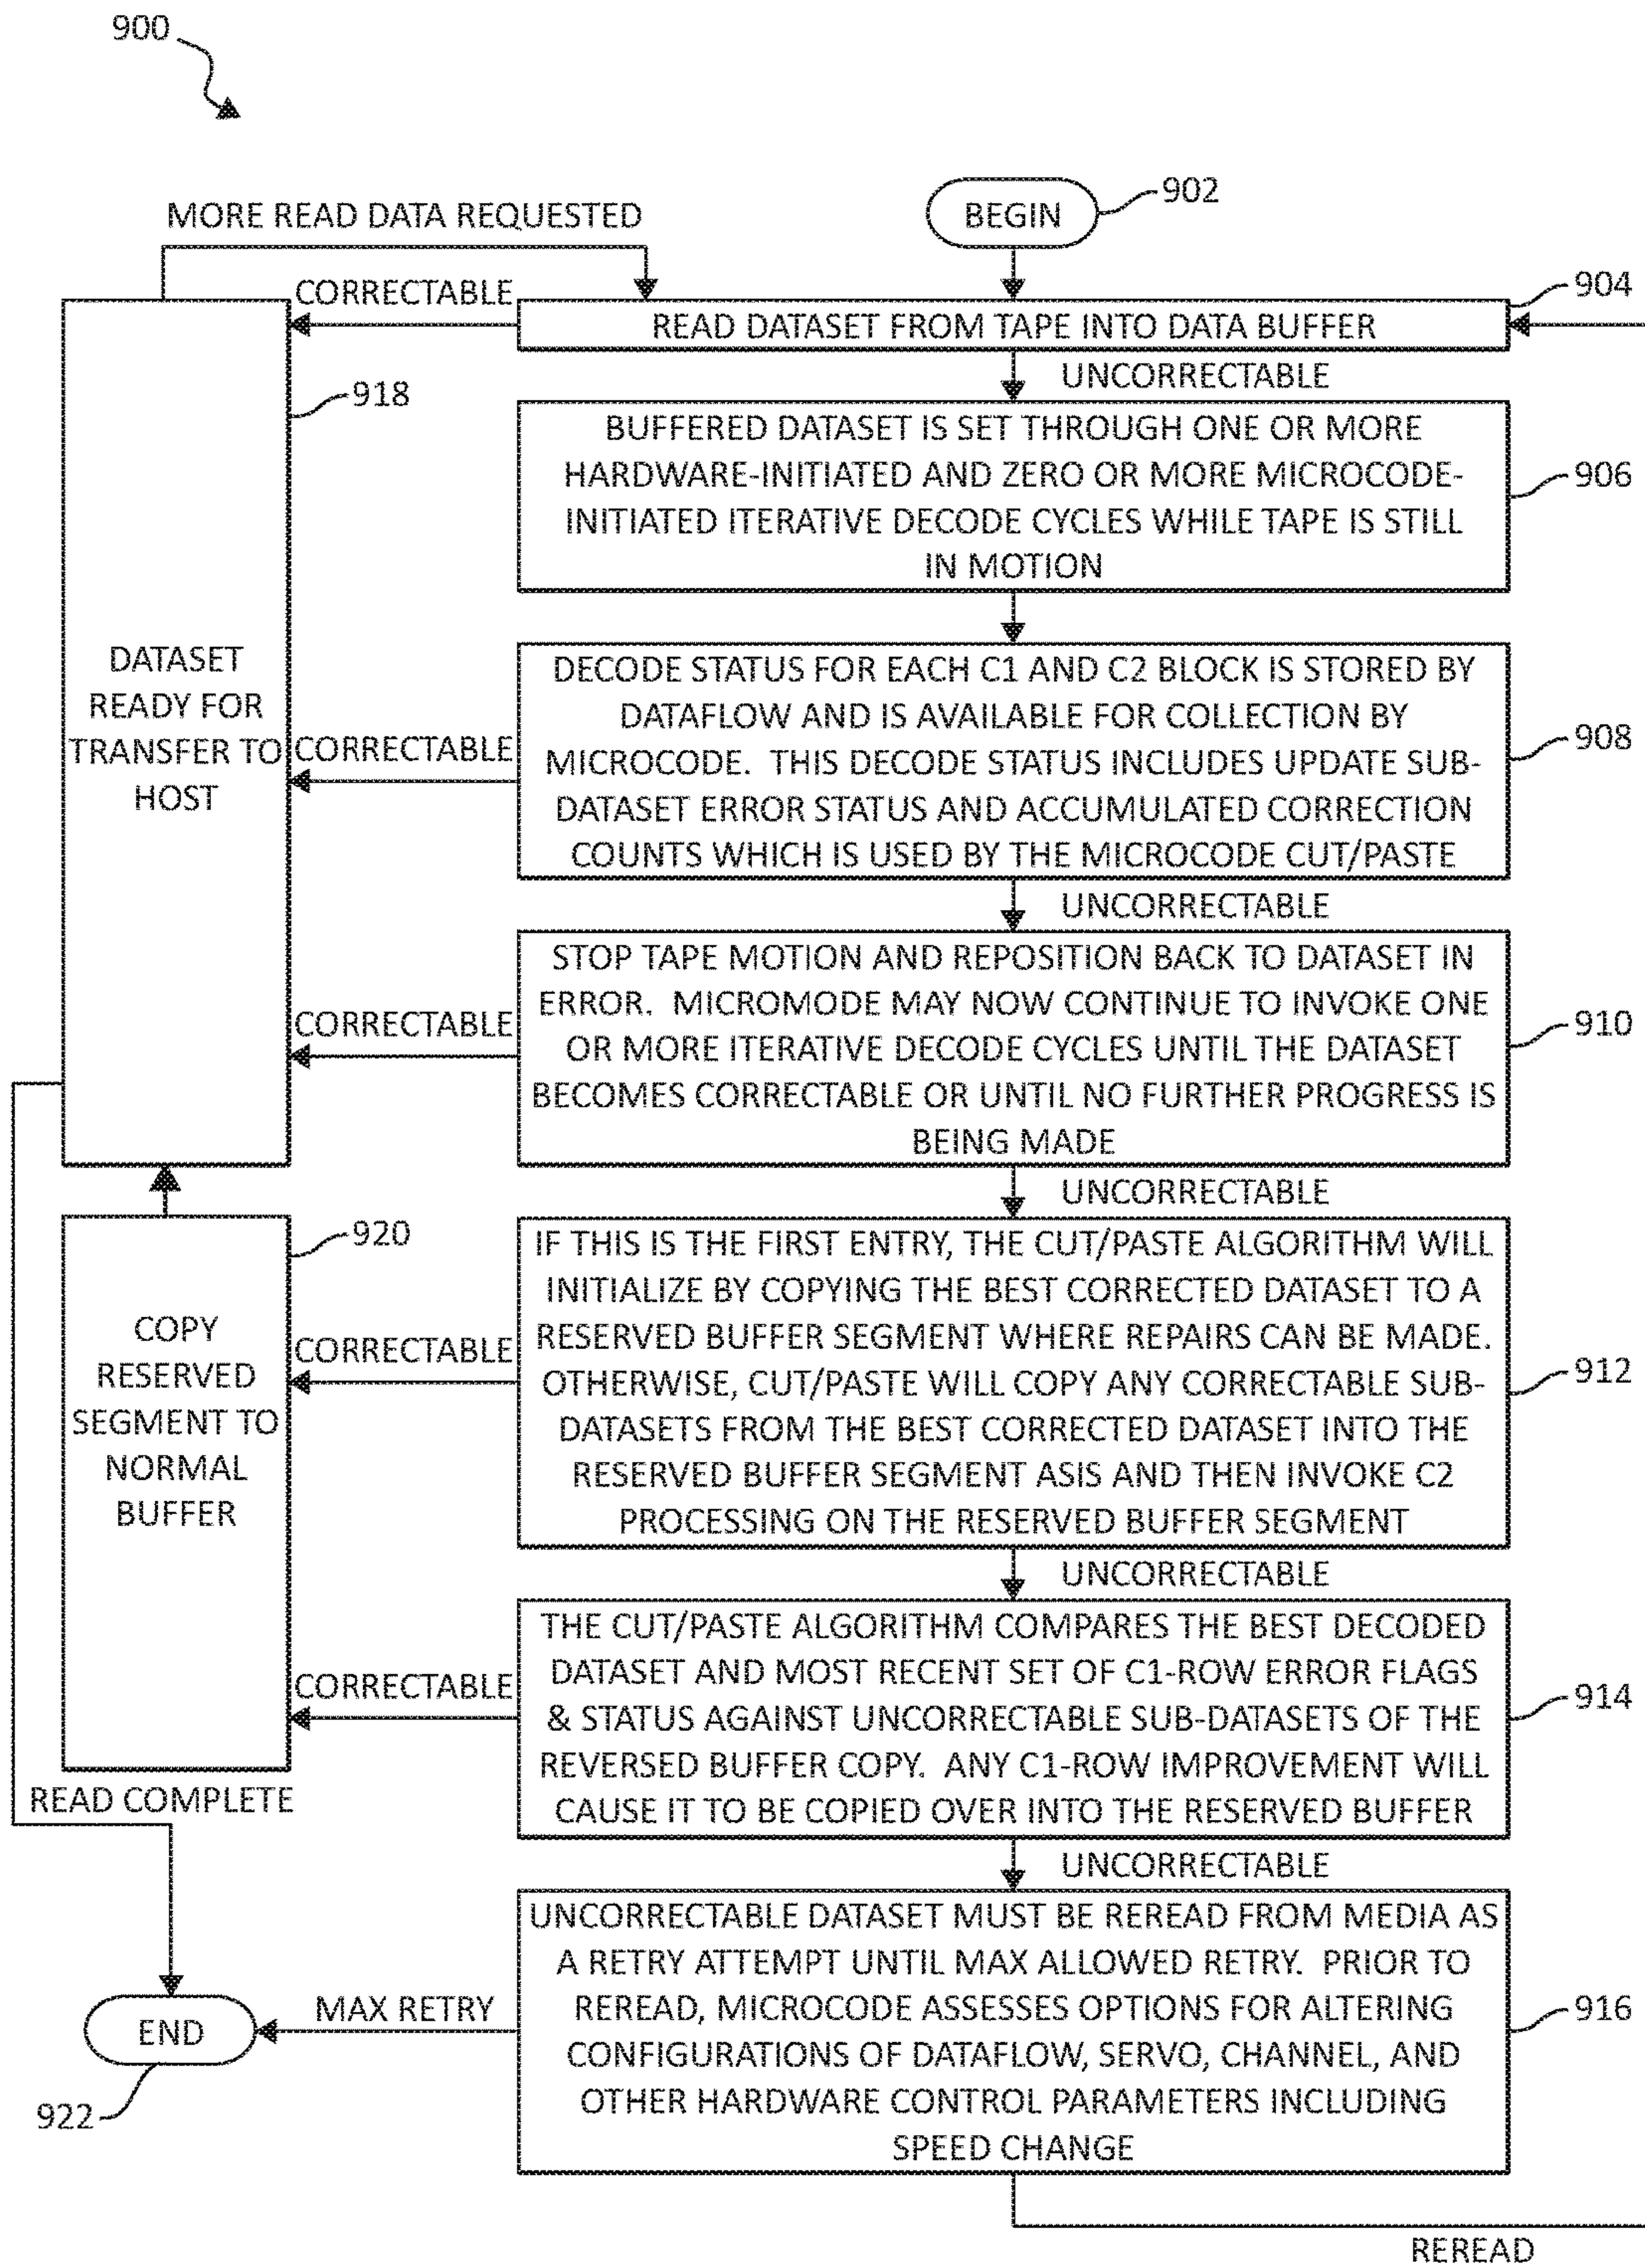 900
BEGIN
902
MORE READ DATA REQUESTED
CORRECTABLE
904
READ DATASET FROM TAPE INTO DATA BUFFER
UNCORRECTABLE
918
BUFFERED DATASET IS SET THROUGH ONE OR MORE
HARDWARE-INITIATED AND ZERO OR MORE MICROCODE-
INITIATED ITERATIVE DECODE CYCLES WHILE TAPE IS STILL
IN MOTION
906
DATASET
READY FOR
TRANSFER TO
HOST
CORRECTABLE
DECODE STATUS FOR EACH C1 AND C2 BLOCK IS STORED BY
DATAFLOW AND IS AVAILABLE FOR COLLECTION BY
MICROCODE. THIS DECODE STATUS INCLUDES UPDATE SUB-
DATASET ERROR STATUS AND ACCUMULATED CORRECTION
COUNTS WHICH IS USED BY THE MICROCODE CUT/PASTE
908
UNCORRECTABLE
CORRECTABLE
STOP TAPE MOTION AND REPOSITION BACK TO DATASET IN
ERROR. MICROMODE MAY NOW CONTINUE TO INVOKE ONE
OR MORE ITERATIVE DECODE CYCLES UNTIL THE DATASET
BECOMES CORRECTABLE OR UNTIL NO FURTHER PROGRESS IS
BEING MADE
910
UNCORRECTABLE
920
COPY
RESERVED
SEGMENT TO
NORMAL
BUFFER
CORRECTABLE
IF THIS IS THE FIRST ENTRY, THE CUT/PASTE ALGORITHM WILL
INITIALIZE BY COPYING THE BEST CORRECTED DATASET TO A
RESERVED BUFFER SEGMENT WHERE REPAIRS CAN BE MADE.
OTHERWISE, CUT/PASTE WILL COPY ANY CORRECTABLE SUB-
DATASETS FROM THE BEST CORRECTED DATASET INTO THE
RESERVED BUFFER SEGMENT ASIS AND THEN INVOKE C2
PROCESSING ON THE RESERVED BUFFER SEGMENT
912
UNCORRECTABLE
CORRECTABLE
THE CUT/PASTE ALGORITHM COMPARES THE BEST DECODED
DATASET AND MOST RECENT SET OF C1-ROW ERROR FLAGS
& STATUS AGAINST UNCORRECTABLE SUB-DATASETS OF THE
REVERSED BUFFER COPY. ANY C1-ROW IMPROVEMENT WILL
CAUSE IT TO BE COPIED OVER INTO THE RESERVED BUFFER
914
READ COMPLETE
UNCORRECTABLE
UNCORRECTABLE DATASET MUST BE REREAD FROM MEDIA AS
A RETRY ATTEMPT UNTIL MAX ALLOWED RETRY. PRIOR TO
REREAD, MICROCODE ASSESSES OPTIONS FOR ALTERING
CONFIGURATIONS OF DATAFLOW, SERVO, CHANNEL, AND
OTHER HARDWARE CONTROL PARAMETERS INCLUDING
SPEED CHANGE
916
MAX RETRY
END
922
REREAD